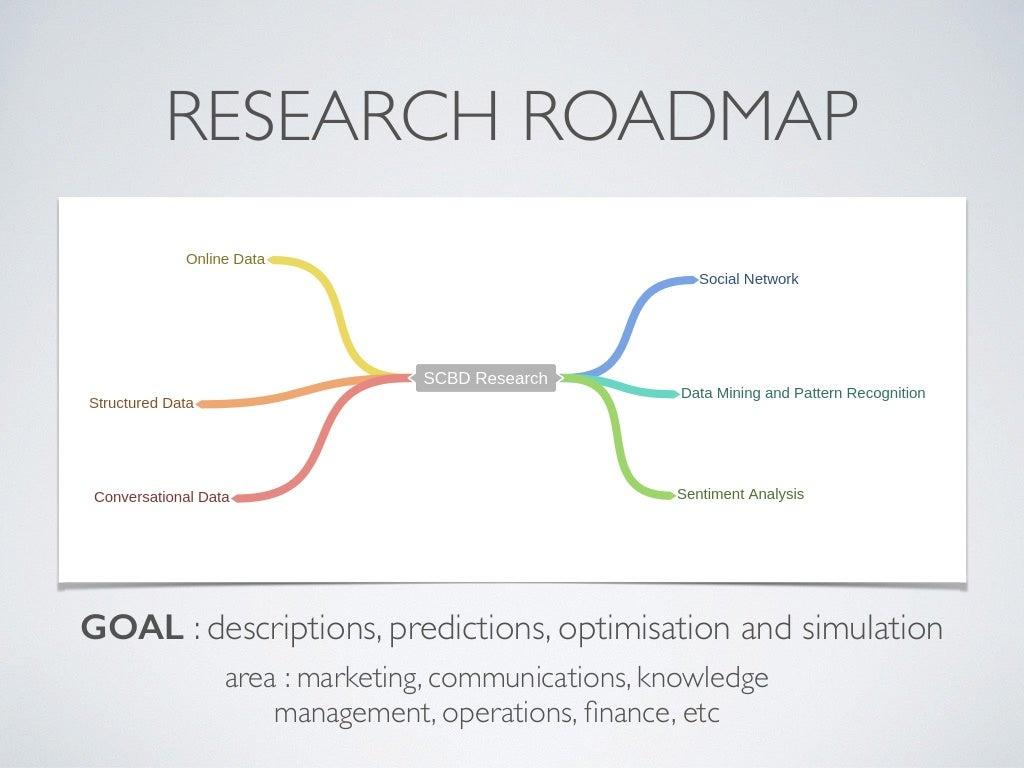 RESEARCH ROADMAP
Online Data
Social Network
SCBD Research
Structured Data
Data Mining and Pattern Recognition
Conversational Data
Sentiment Analysis
GOAL : descriptions, predictions, optimisation and simulation
area : marketing, communications, knowledge
management, operations, finance, etc